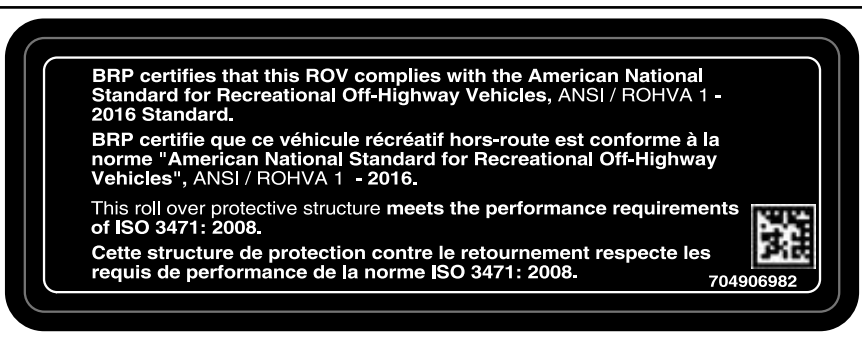 BRP certifies that this ROV complies with the American National
Standard for Recreational Off-Highway Vehicles, ANSI / ROHVA 1 -
2016 Standard.
BRP certifie que ce véhicule récréatif hors-route est conforme à la
norme "American National Standard for Recreational Off-Highway
Vehicles", ANSI / ROHVA 1 - 2016.
This roll over protective structure meets the performance requirements
of ISO 3471: 2008.
Cette structure de protection contre le retournement respecte les
requis de performance de la norme ISO 3471: 2008.
704906982